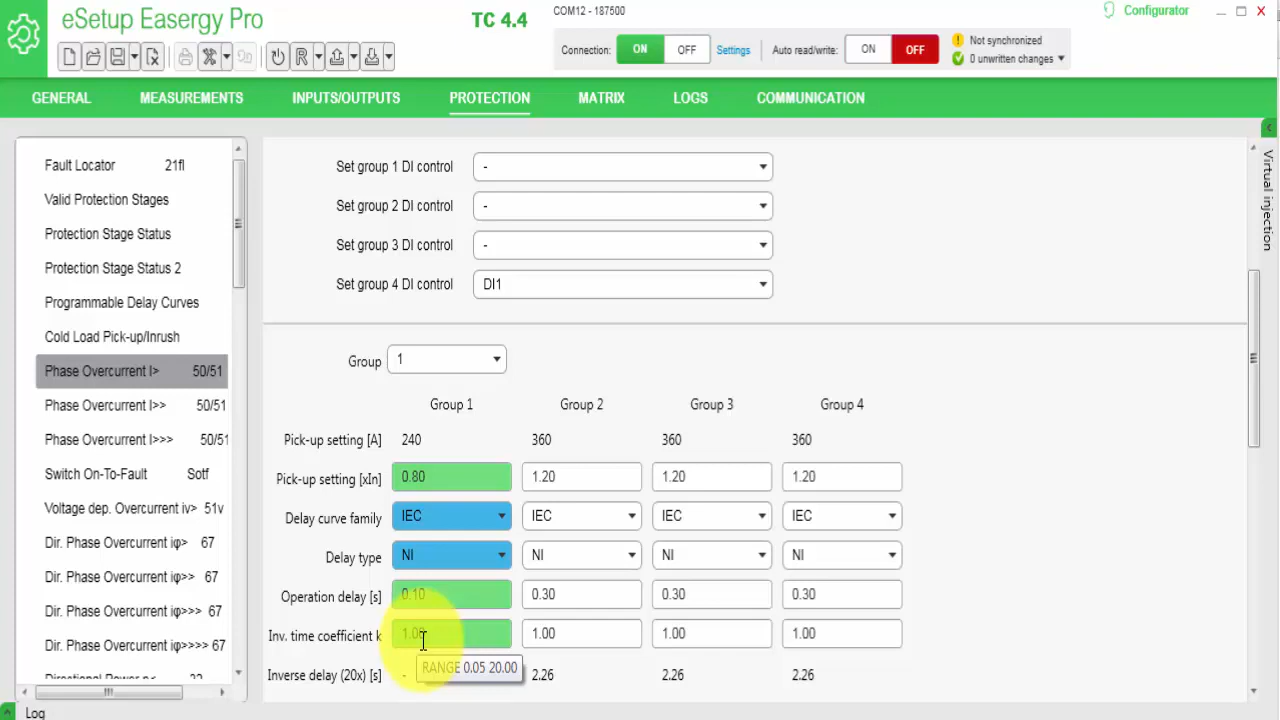 eSetup Easergy Pro
TC 4.4
COM12 - 187500
Configurator
Connection: ON OFF Settings Auto read/write: ON OFF
Not synchronized
0 unwritten changes
GENERAL MEASUREMENTS INPUTS/OUTPUTS PROTECTION MATRIX LOGS COMMUNICATION
Fault Locator 21fl
Valid Protection Stages
Protection Stage Status
Protection Stage Status 2
Programmable Delay Curves
Cold Load Pick-up/Inrush
Phase Overcurrent I> 50/51
Phase Overcurrent I>> 50/51
Phase Overcurrent I>>> 50/51
Switch On-To-Fault Sotf
Voltage dep. Overcurrent iv> 51v
Dir. Phase Overcurrent iφ> 67
Dir. Phase Overcurrent iφ>> 67
Dir. Phase Overcurrent iφ>>> 67
Dir. Phase Overcurrent iφ>>>> 67
Directional Power p< 32
Set group 1 DI control -
Set group 2 DI control -
Set group 3 DI control -
Set group 4 DI control DI1
Group 1
Group 1 Group 2 Group 3 Group 4
Pick-up setting [A] 240 360 360 360
Pick-up setting [xIn] 0.80 1.20 1.20 1.20
Delay curve family IEC IEC IEC IEC
Delay type NI NI NI NI
Operation delay [s] 0.10 0.30 0.30 0.30
Inv. time coefficient k 1.00 1.00 1.00 1.00
RANGE 0.05 20.00
Inverse delay (20x) [s] - 2.26 2.26 2.26
Virtual injection
Log